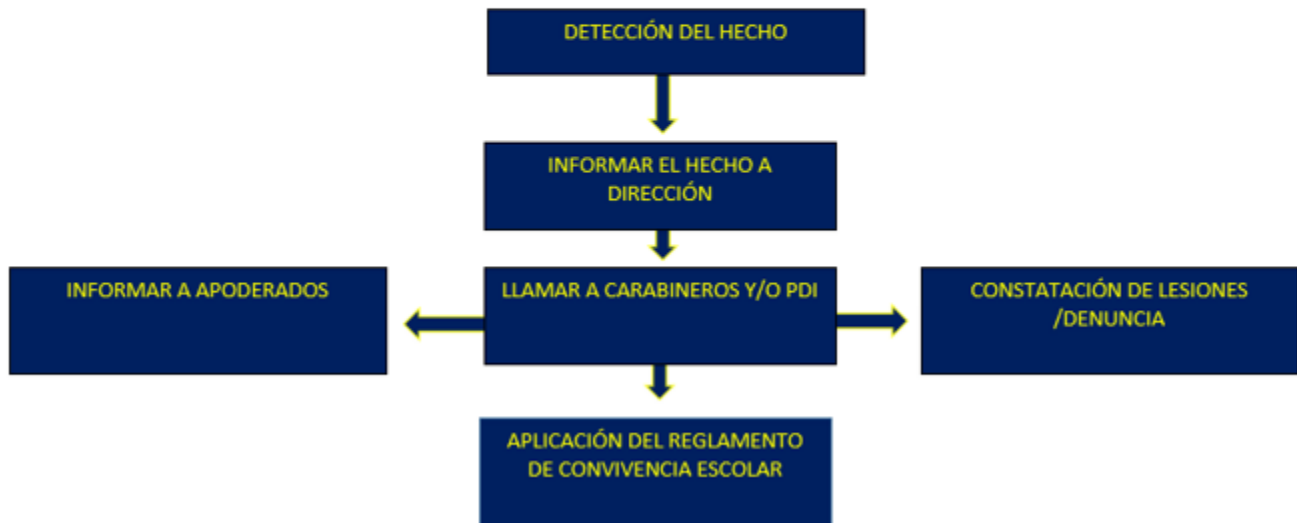 DETECCIÓN DEL HECHO
INFORMAR EL HECHO A
DIRECCIÓN
INFORMAR A APODERADOS
LLAMAR A CARABINEROS Y/O PDI
CONSTATACIÓN DE LESIONES
/DENUNCIA
APLICACIÓN DEL REGLAMENTO
DE CONVIVENCIA ESCOLAR